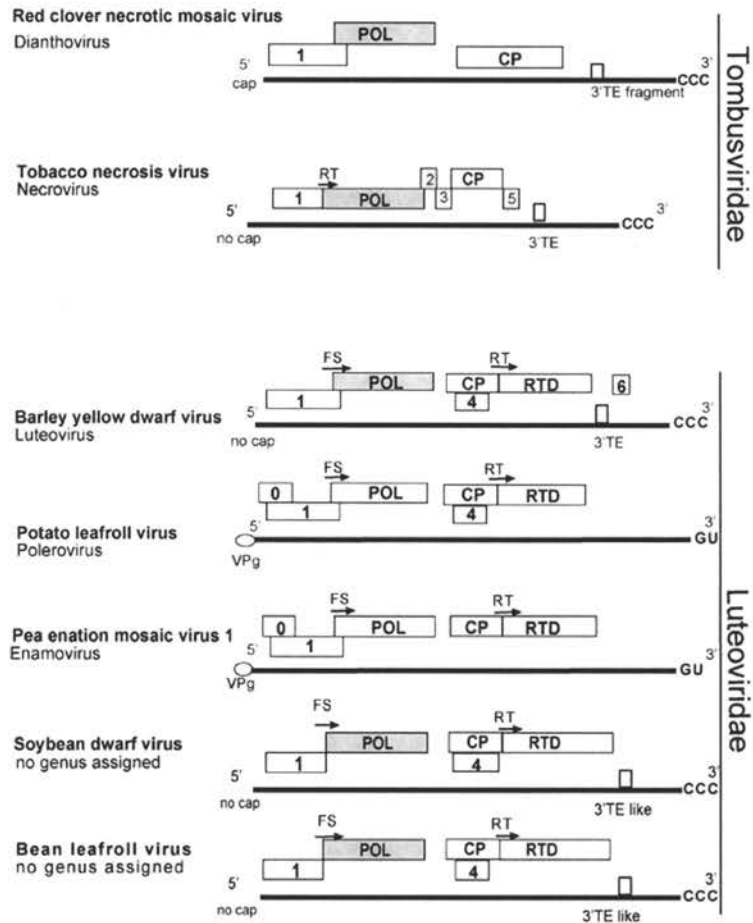 Red clover necrotic mosaic virus
Dianthovirus
POL
1
CP
5'
3'
cap
CCC
3'TE fragment
Tombusviridae
Tobacco necrosis virus
Necrovirus
RT
2
CP
1
POL
3
5
5'
3'
no cap
CCC
3'TE
FS
RT
POL
CP
RTD
6
1
4
Barley yellow dwarf virus
Luteovirus
5'
3'
no cap
CCC
3'TE
FS
RT
0
POL
CP
RTD
1
4
Potato leafroll virus
Polerovirus
5'
3'
VPg
GU
Luteoviridae
FS
RT
0
POL
CP
RTD
1
Pea enation mosaic virus 1
Enamovirus
5'
3'
VPg
GU
FS
RT
Soybean dwarf virus
no genus assigned
POL
CP
RTD
1
4
5'
3'
no cap
CCC
3'TE like
FS
RT
Bean leafroll virus
no genus assigned
POL
CP
RTD
1
4
5'
3'
no cap
CCC
3'TE like